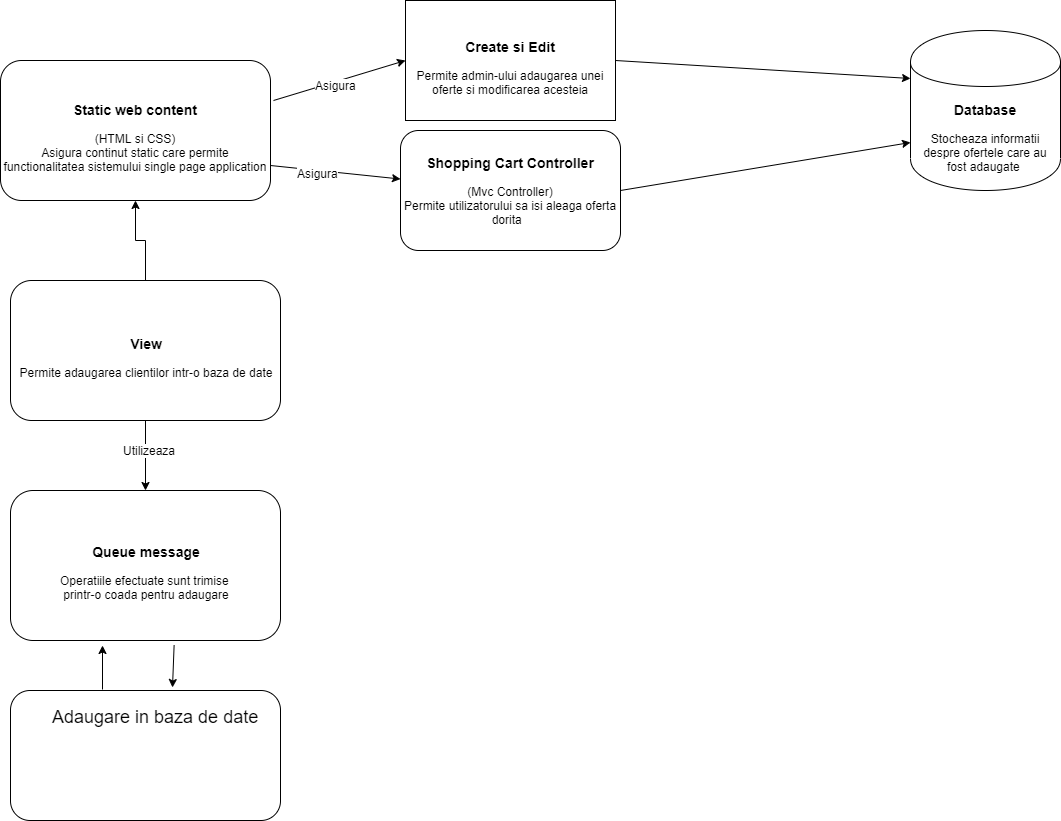 Create si Edit
Permite admin-ului adaugarea unei
oferte si modificarea acesteia
Asigura
Static web content
(HTML si CSS)
Asigura continut static care permite
functionalitatea sistemului single page application
Asigura
Shopping Cart Controller
(Mvc Controller)
Permite utilizatorului sa isi aleaga oferta
dorita
Database
Stocheaza informatii
despre ofertele care au
fost adaugate
View
Permite adaugarea clientilor intr-o baza de date
Utilizeaza
Queue message
Operatiile efectuate sunt trimise
printr-o coada pentru adaugare
Adaugare in baza de date